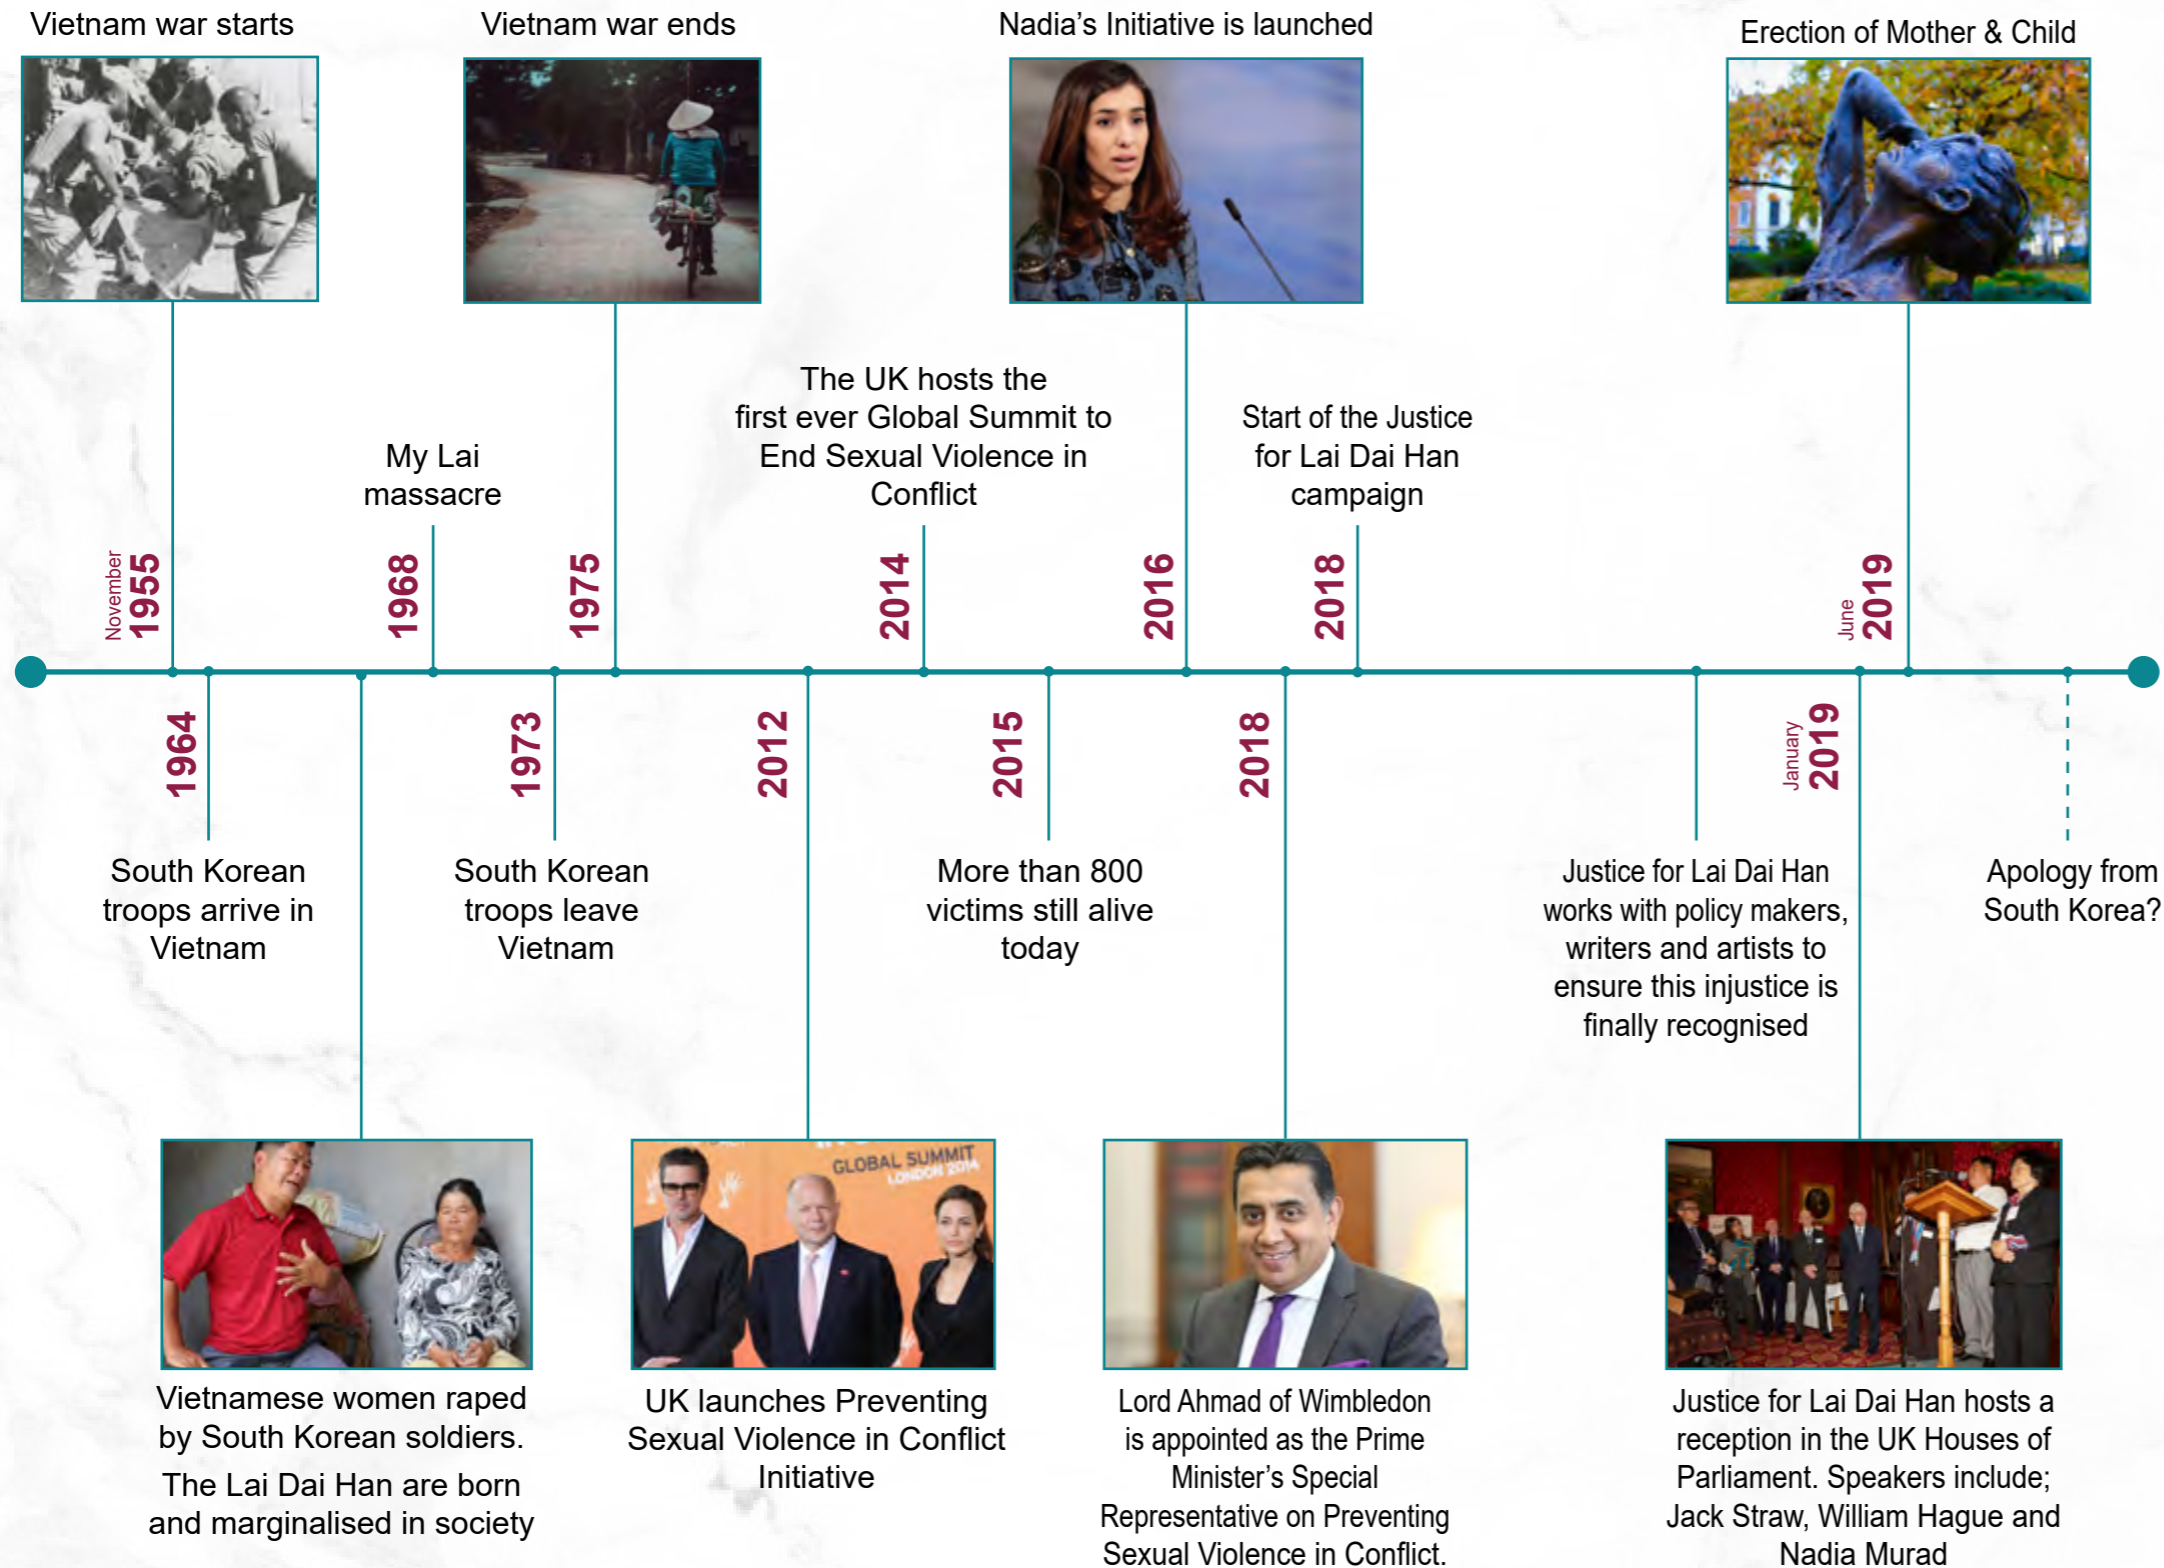 Vietnam war starts
Vietnam war ends
Nadia's Initiative is launched
Erection of Mother & Child
My Lai
massacre
The UK hosts the
first ever Global Summit to
End Sexual Violence in
Conflict
Start of the Justice
for Lai Dai Han
campaign
November
1955
1968
1975
2014
2016
2018
June
2019
1964
1973
2012
2015
2018
January
2019
South Korean
troops arrive in
Vietnam
South Korean
troops leave
Vietnam
More than 800
victims still alive
today
Justice for Lai Dai Han
works with policy makers,
writers and artists to
ensure this injustice is
finally recognised
Apology from
South Korea?
GLOBAL SUMMIT
LONDON 2014
Vietnamese women raped
by South Korean soldiers.
The Lai Dai Han are born
and marginalised in society
UK launches Preventing
Sexual Violence in Conflict
Initiative
Lord Ahmad of Wimbledon
is appointed as the Prime
Minister's Special
Representative on Preventing
Sexual Violence in Conflict.
Justice for Lai Dai Han hosts a
reception in the UK Houses of
Parliament. Speakers include;
Jack Straw, William Hague and
Nadia Murad